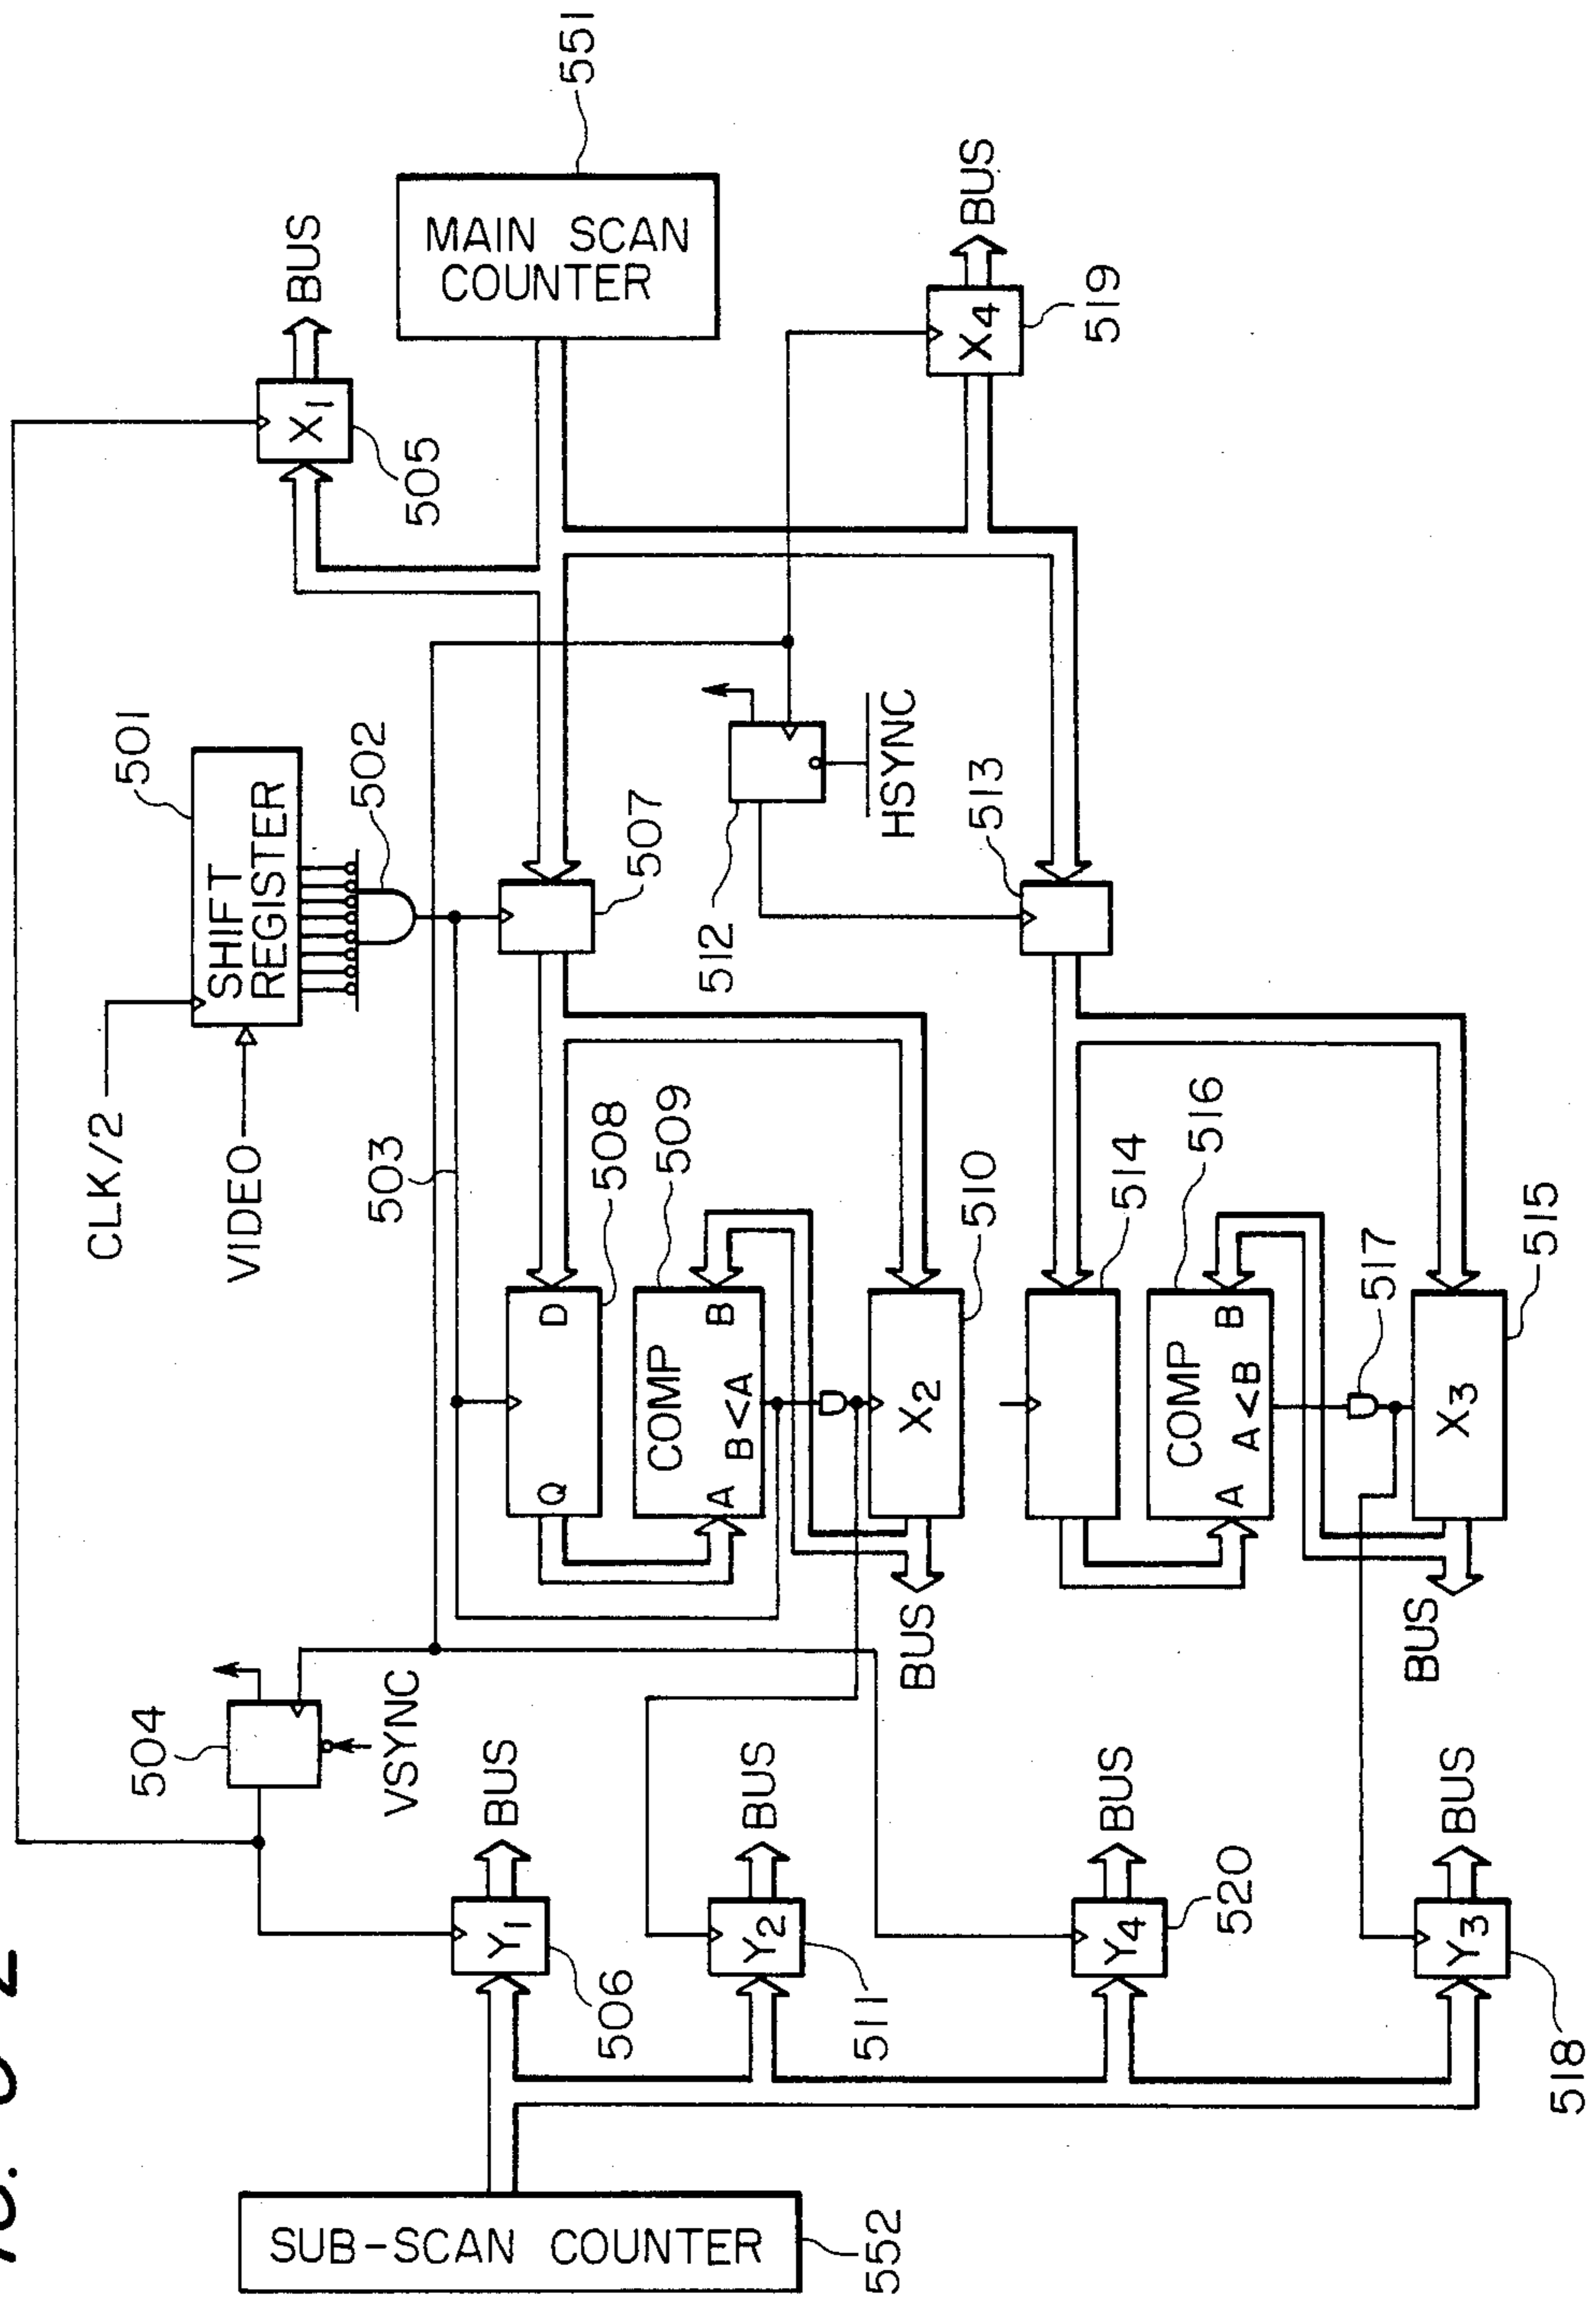 CLK/2
VIDEO
SHIFT
REGISTER
501
502
503
504
VSYNC
X1
BUS
505
MAIN SCAN
COUNTER
551
SUB-SCAN COUNTER
552
Y1
BUS
506
507
Q D
508
COMP
A B<A B
509
X2
BUS
510
Y2
BUS
511
512
HSYNC
513
X4
BUS
519
514
COMP
A A<B B
516
517
X3
BUS
515
Y4
BUS
520
Y3
BUS
518